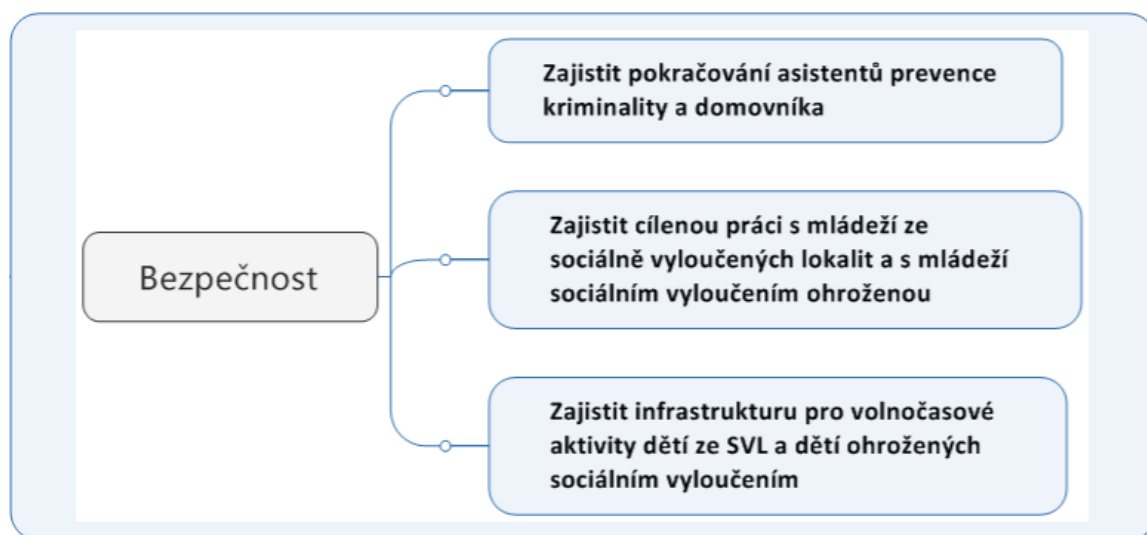 Zajistit pokračování asistentů prevence
kriminality a domovníka
Zajistit cílenou práci s mládeží ze
sociálně vyloučených lokalit a s mládeží
sociálním vyloučením ohroženou
Bezpečnost
Zajistit infrastrukturu pro volnočasové
aktivity dětí ze SVL a dětí ohrožených
sociálním vyloučením